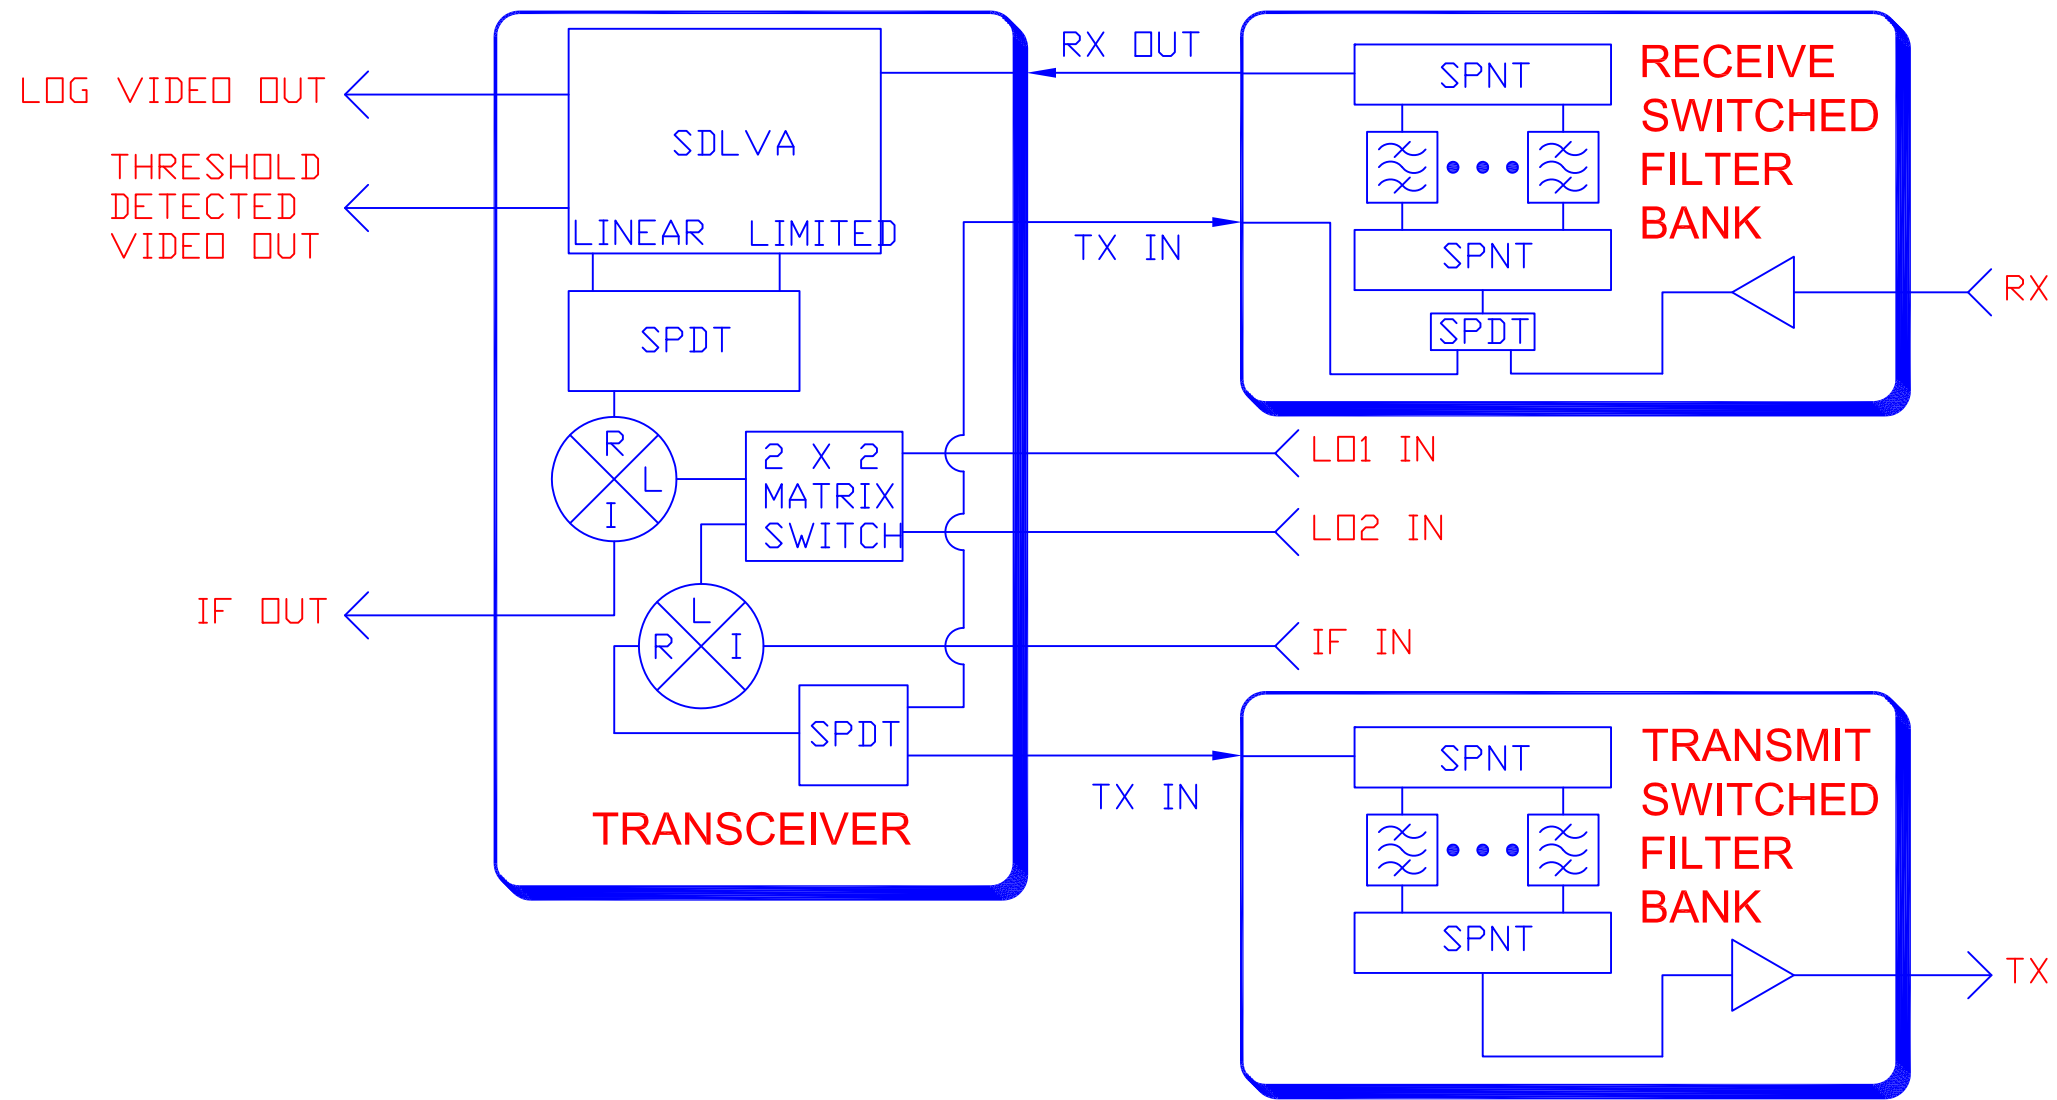 LOG VIDEO OUT
THRESHOLD
DETECTED
VIDEO OUT
IF OUT
SDLVA
LINEAR LIMITED
SPDT
R
L
I
2 X 2
MATRIX
SWITCH
L
R I
SPDT
TRANSCEIVER
RX OUT
TX IN
LO1 IN
LO2 IN
IF IN
TX IN
SPNT
SPNT
SPDT
RECEIVE
SWITCHED
FILTER
BANK
RX
SPNT
SPNT
TRANSMIT
SWITCHED
FILTER
BANK
TX